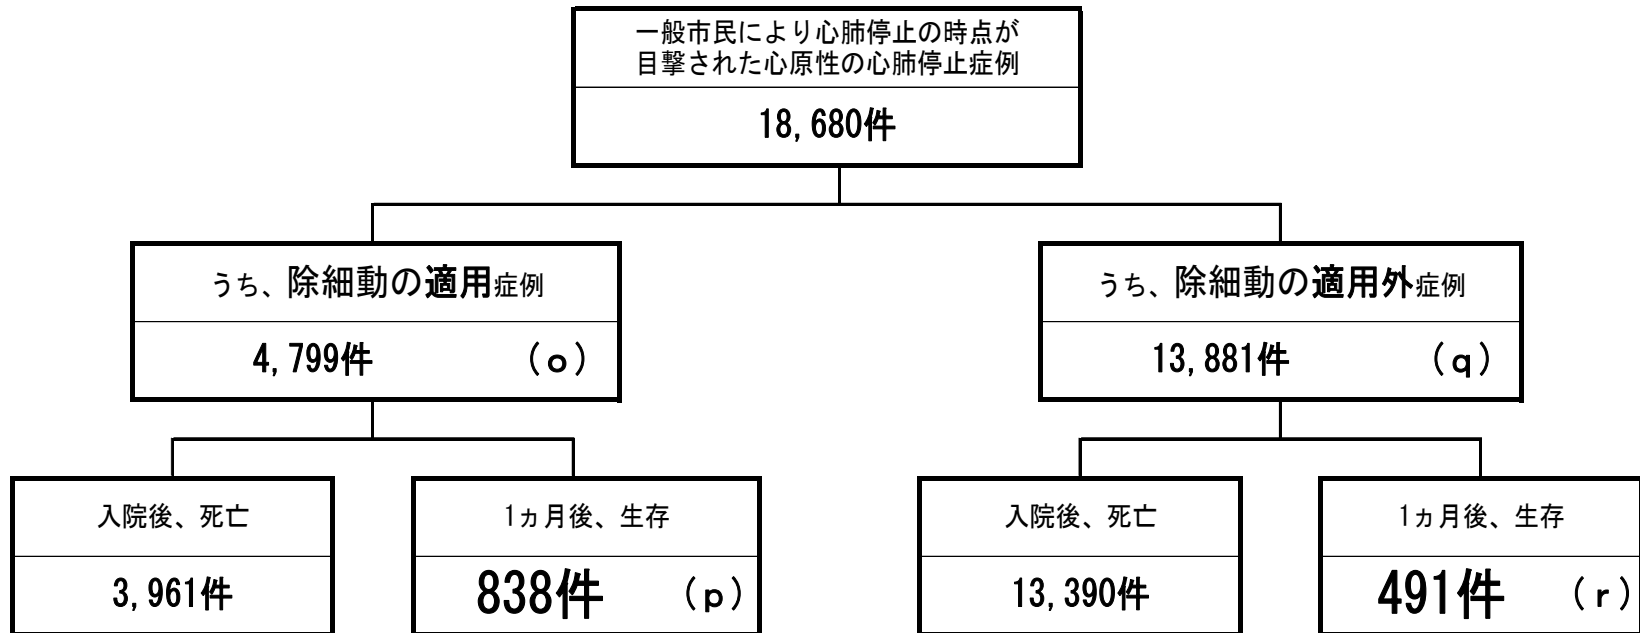 一般市民により心肺停止の時点が
目撃された心原性の心肺停止症例
18,680件
うち、除細動の適用症例
4,799件 （ｏ）
うち、除細動の適用外症例
13,881件 （ｑ）
入院後、死亡
3,961件
1ヵ月後、生存
838件 （ｐ）
入院後、死亡
13,390件
1ヵ月後、生存
491件 （ｒ）